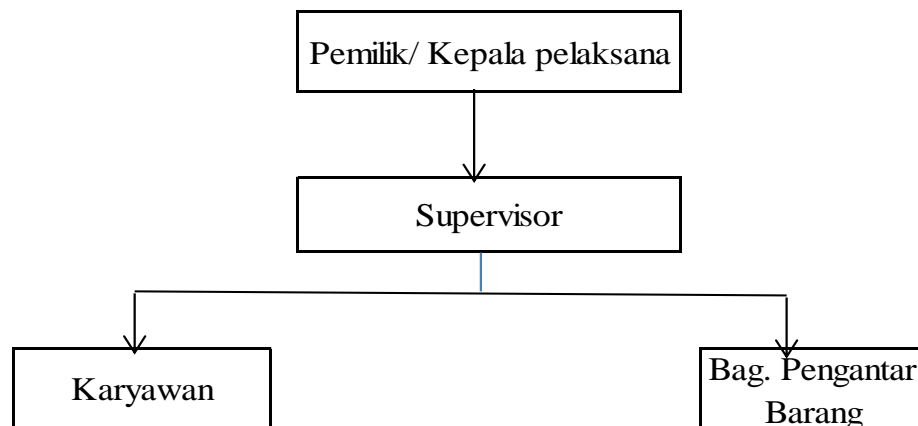 Pemilik/ Kepala pelaksana
Supervisor
Karyawan
Bag. Pengantar
Barang